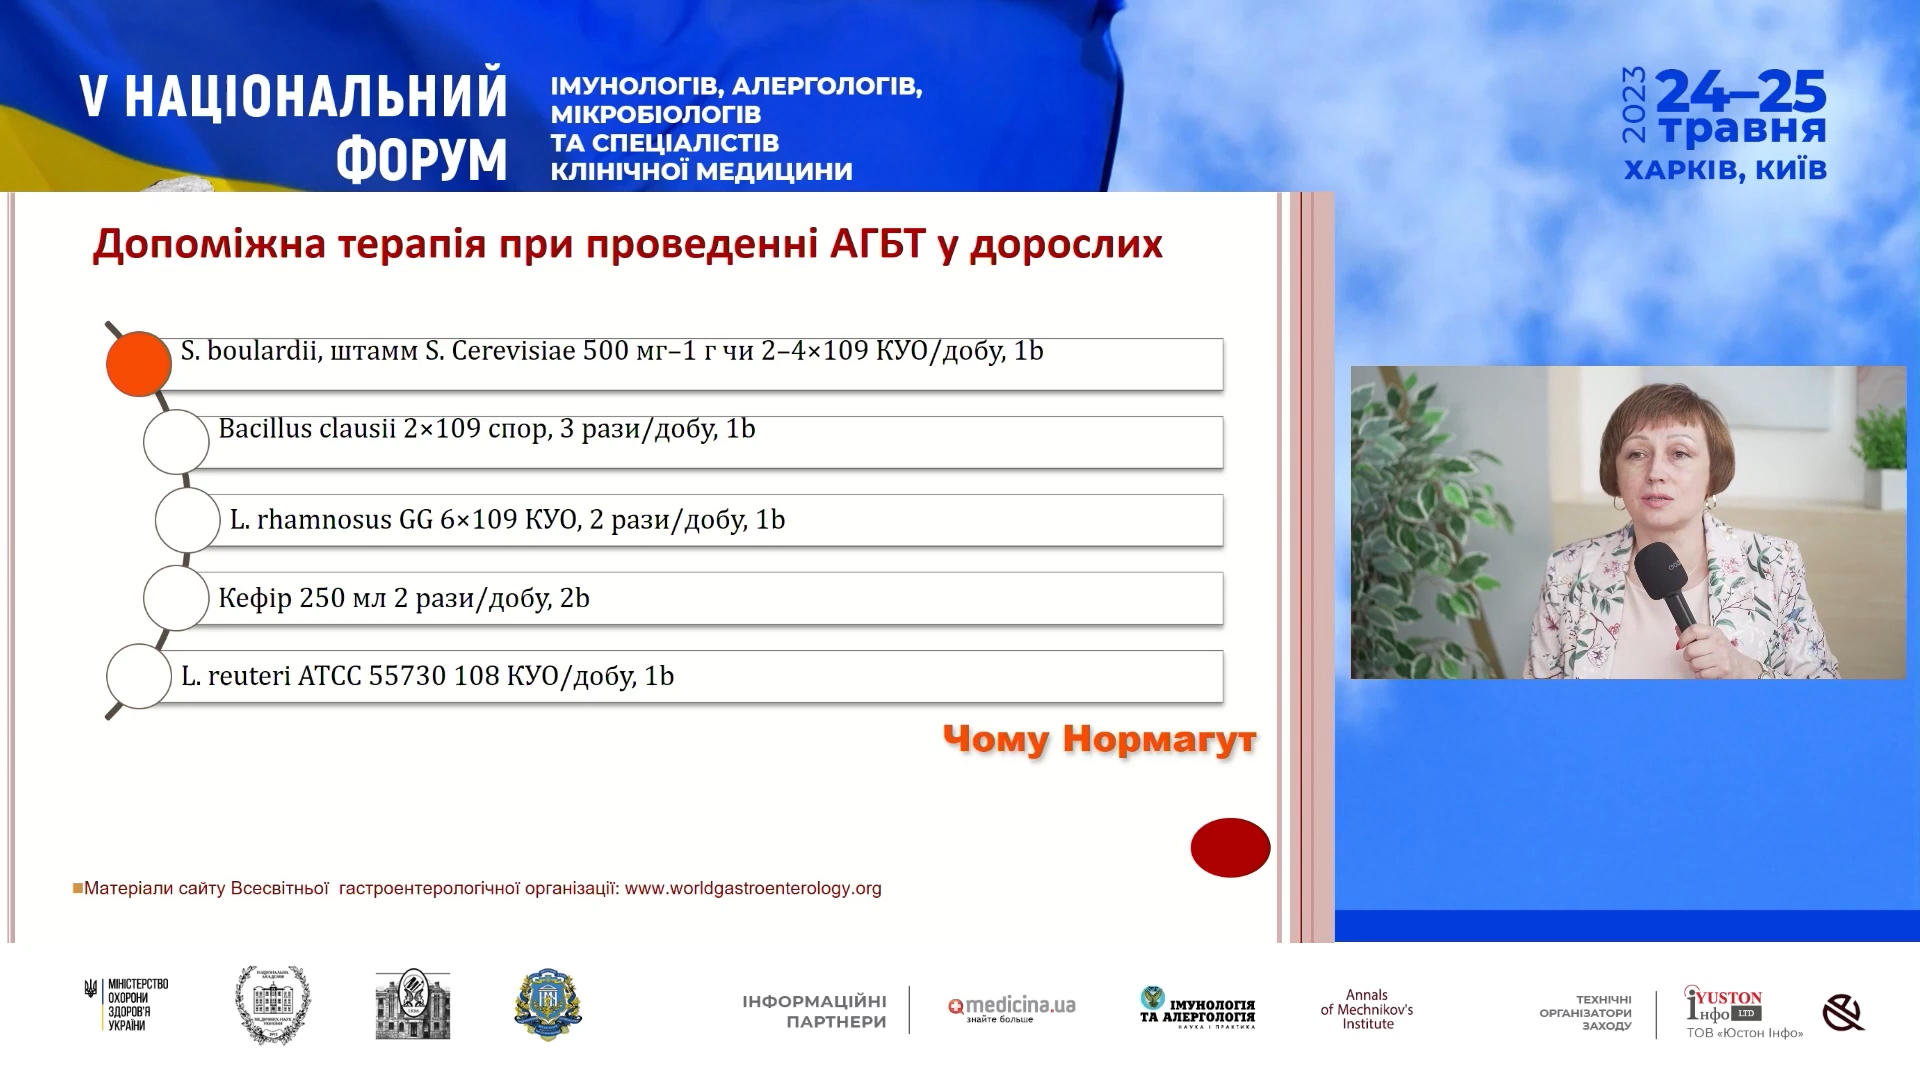 V НАЦІОНАЛЬНИЙ
ФОРУМ
ІМУНОЛОГІВ, АЛЕРГОЛОГІВ,
МІКРОБІОЛОГІВ
ТА СПЕЦІАЛІСТІВ
КЛІНІЧНОЇ МЕДИЦИНИ
2023
24–25
травня
ХАРКІВ, КИЇВ
Допоміжна терапія при проведенні АГБТ у дорослих
S. boulardii, штамм S. Cerevisiae 500 мг–1 г чи 2–4×109 КУО/добу, 1b
Bacillus clausii 2×109 спор, 3 рази/добу, 1b
L. rhamnosus GG 6×109 КУО, 2 рази/добу, 1b
Кефір 250 мл 2 рази/добу, 2b
L. reuteri ATCC 55730 108 КУО/добу, 1b
Чому Нормагут
Матеріали сайту Всесвітньої гастроентерологічної організації: www.worldgastroenterology.org
МІНІСТЕРСТВО
ОХОРОНИ
ЗДОРОВ'Я
УКРАЇНИ
ІНФОРМАЦІЙНІ
ПАРТНЕРИ
medicina.ua
знайте больше
ІМУНОЛОГІЯ
ТА АЛЕРГОЛОГІЯ
НАУКА І ПРАКТИКА
Annals
of Mechnikov's
Institute
ТЕХНІЧНІ
ОРГАНІЗАТОРИ
ЗАХОДУ
YUSTON
Інфо LTD
ТОВ «Юстон Інфо»